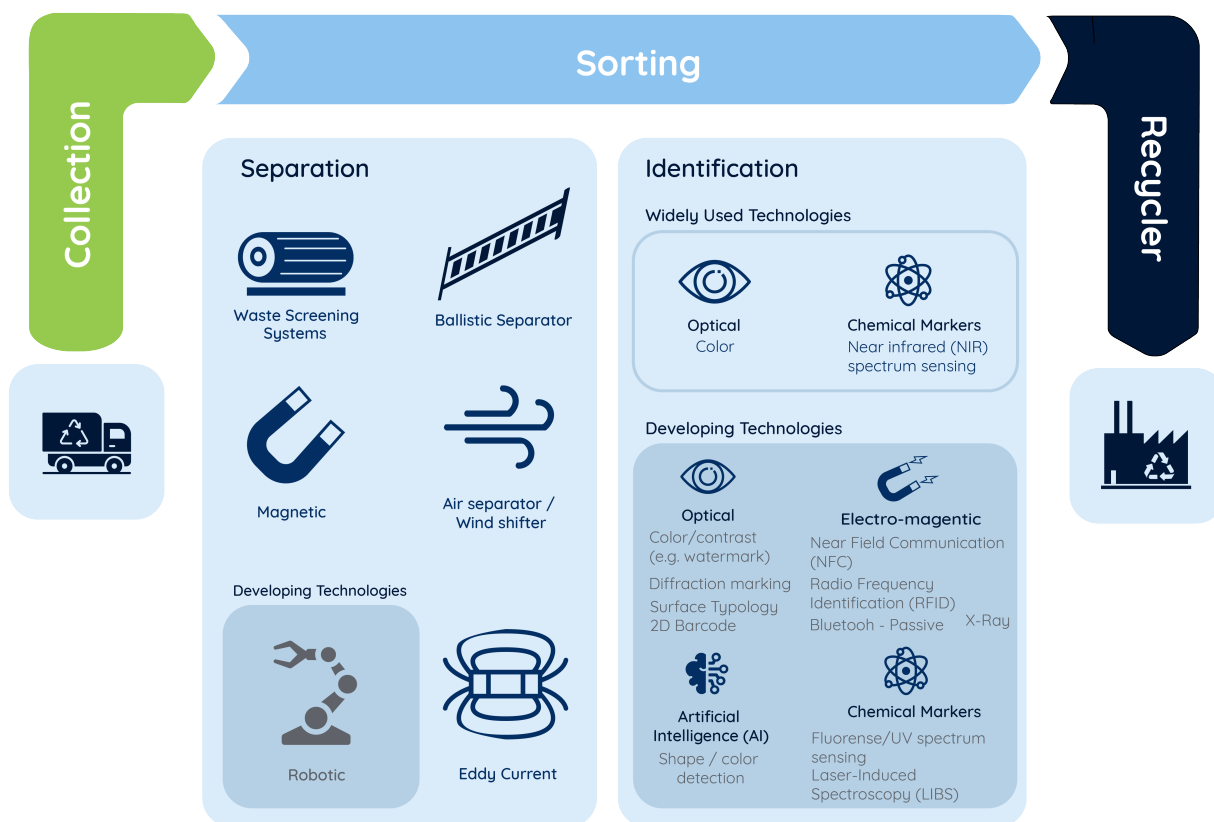 Collection
Sorting
Recycler
Separation
Waste Screening
Systems
Ballistic Separator
Magnetic
Air separator /
Wind shifter
Developing Technologies
Robotic
Eddy Current
Identification
Widely Used Technologies
Optical
Color
Chemical Markers
Near infrared (NIR)
spectrum sensing
Developing Technologies
Optical
Color/contrast
(e.g. watermark)
Diffraction marking
Surface Typology
2D Barcode
Electro-magentic
Near Field Communication
(NFC)
Radio Frequency
Identification (RFID)
Bluetooh - Passive
X-Ray
Artificial
Intelligence (AI)
Shape / color
detection
Chemical Markers
Fluorense/UV spectrum
sensing
Laser-Induced
Spectroscopy (LIBS)